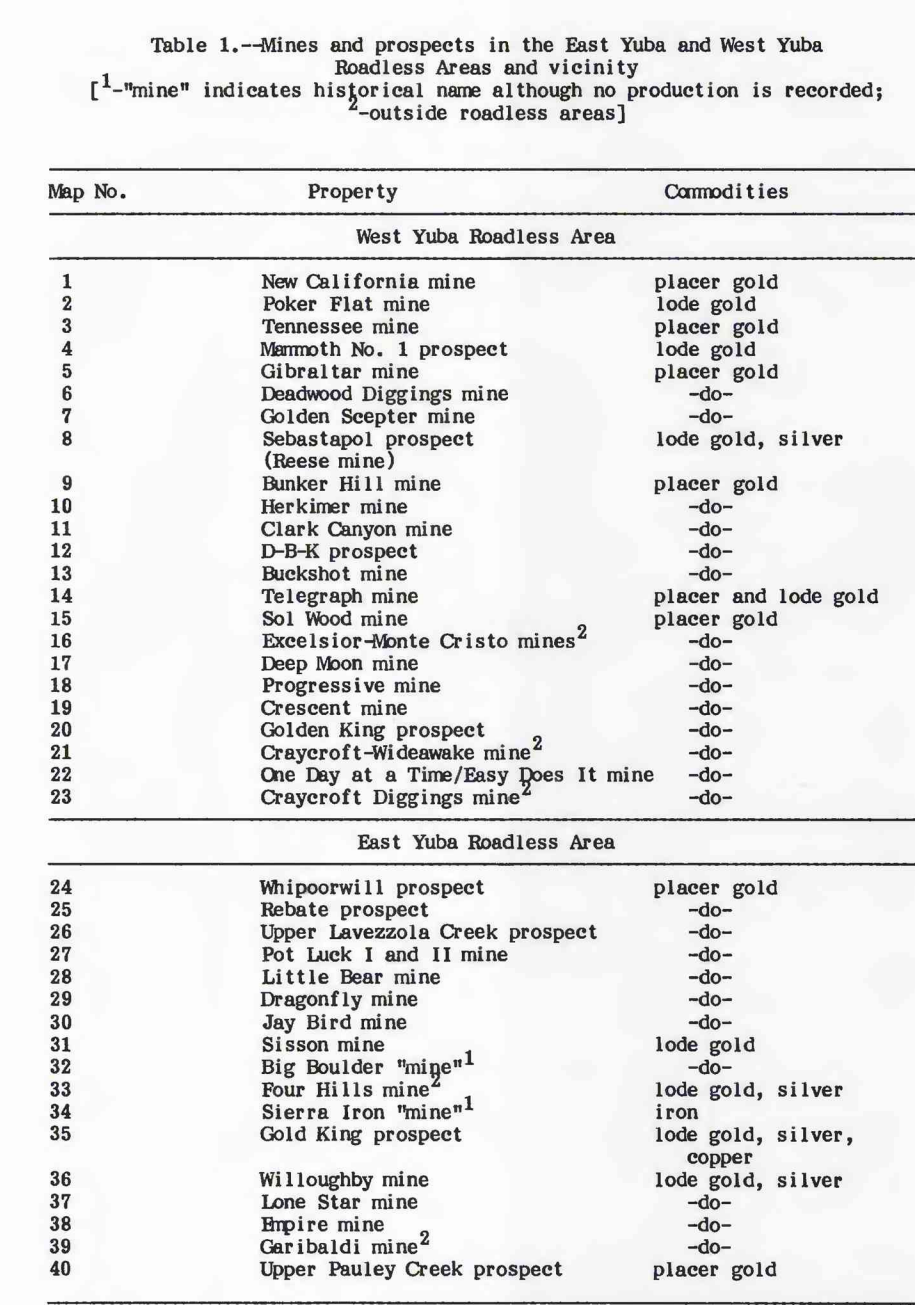 Table 1.--Mines and prospects in the East Yuba and West Yuba
Roadless Areas and vicinity
[1-"mine" indicates historical name although no production is recorded;
2-outside roadless areas]
Map No. Property Commodities
West Yuba Roadless Area
1 New California mine placer gold
2 Poker Flat mine lode gold
3 Tennessee mine placer gold
4 Mammoth No. 1 prospect lode gold
5 Gibraltar mine placer gold
6 Deadwood Diggings mine -do-
7 Golden Scepter mine -do-
8 Sebastapol prospect lode gold, silver
(Reese mine)
9 Bunker Hill mine placer gold
10 Herkimer mine -do-
11 Clark Canyon mine -do-
12 D-B-K prospect -do-
13 Buckshot mine -do-
14 Telegraph mine placer and lode gold
15 Sol Wood mine placer gold
16 Excelsior-Monte Cristo mines2 -do-
17 Deep Moon mine -do-
18 Progressive mine -do-
19 Crescent mine -do-
20 Golden King prospect -do-
21 Craycroft-Wideawake mine2 -do-
22 One Day at a Time/Easy Does It mine -do-
23 Craycroft Diggings mine2 -do-
East Yuba Roadless Area
24 Whipoorwill prospect placer gold
25 Rebate prospect -do-
26 Upper Lavezzola Creek prospect -do-
27 Pot Luck I and II mine -do-
28 Little Bear mine -do-
29 Dragonfly mine -do-
30 Jay Bird mine -do-
31 Sisson mine lode gold
32 Big Boulder "mine"1 -do-
33 Four Hills mine2 lode gold, silver
34 Sierra Iron "mine"1 iron
35 Gold King prospect lode gold, silver,
copper
36 Willoughby mine lode gold, silver
37 Lone Star mine -do-
38 Empire mine -do-
39 Garibaldi mine2 -do-
40 Upper Pauley Creek prospect placer gold